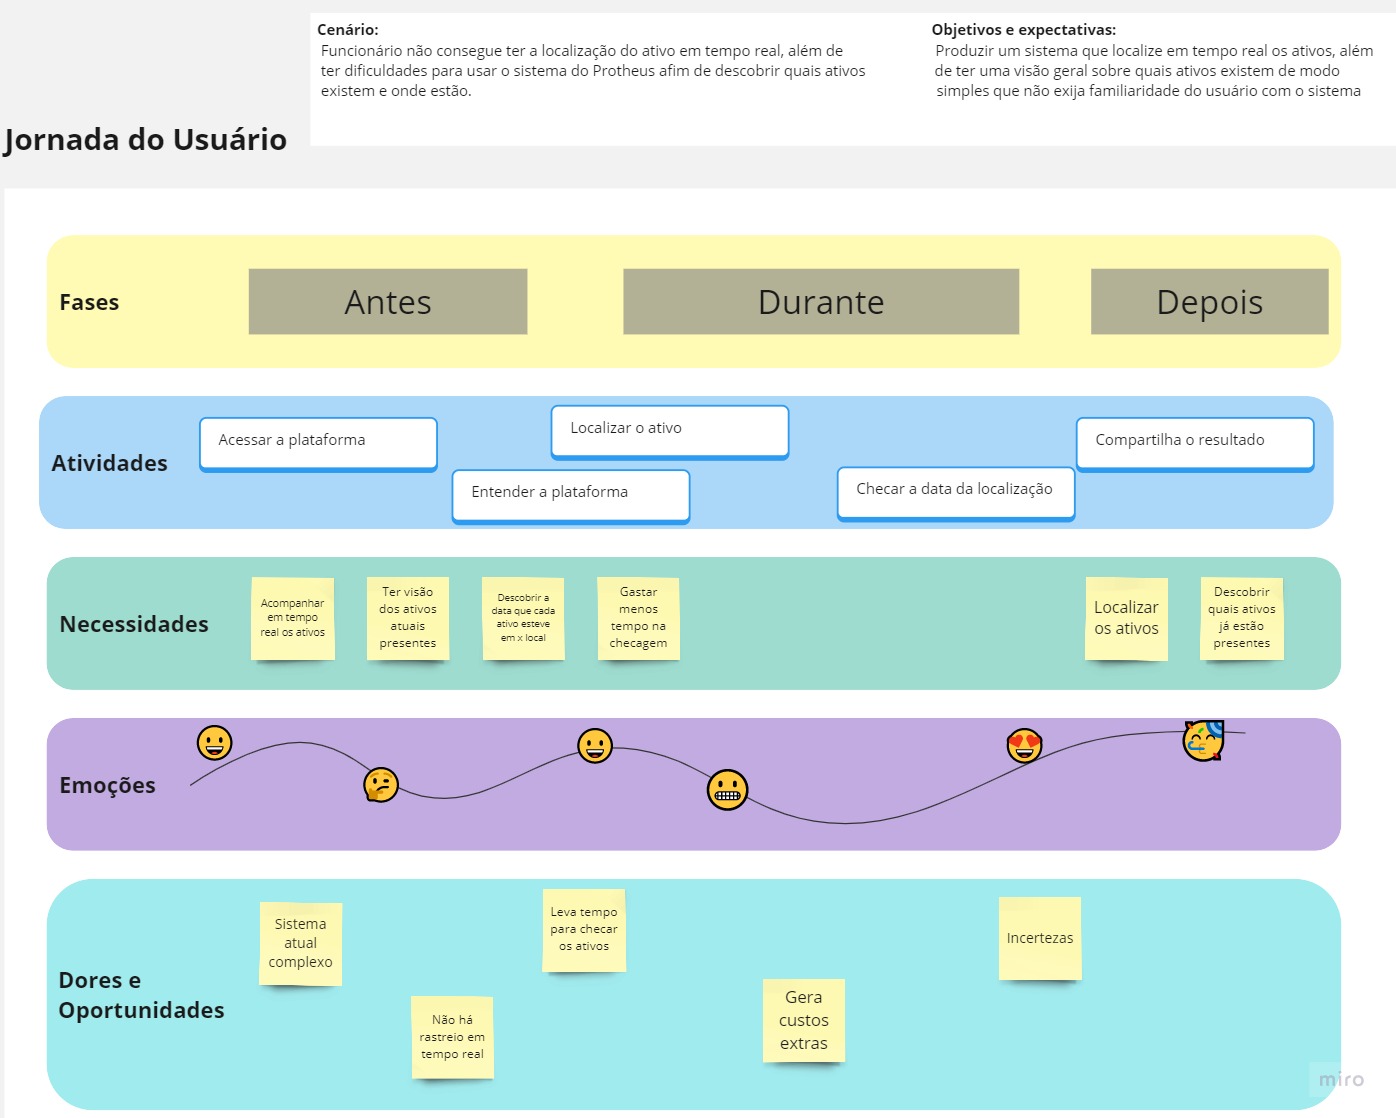 Cenário:
Funcionário não consegue ter a localização do ativo em tempo real, além de
ter dificuldades para usar o sistema do Protheus afim de descobrir quais ativos
existem e onde estão.
Objetivos e expectativas:
Produzir um sistema que localize em tempo real os ativos, além
de ter uma visão geral sobre quais ativos existem de modo
simples que não exija familiaridade do usuário com o sistema
Jornada do Usuário
Fases
Antes
Durante
Depois
Atividades
Acessar a plataforma
Entender a plataforma
Localizar o ativo
Checar a data da localização
Compartilha o resultado
Necessidades
Acompanhar
em tempo
real os ativos
Ter visão
dos ativos
atuais
presentes
Descobrir a
data que cada
ativo esteve
em x local
Gastar
menos
tempo na
checagem
Localizar
os ativos
Descobrir
quais ativos
já estão
presentes
Emoções
Dores e
Oportunidades
Sistema
atual
complexo
Não há
rastreio em
tempo real
Leva tempo
para checar
os ativos
Gera
custos
extras
Incertezas
miro